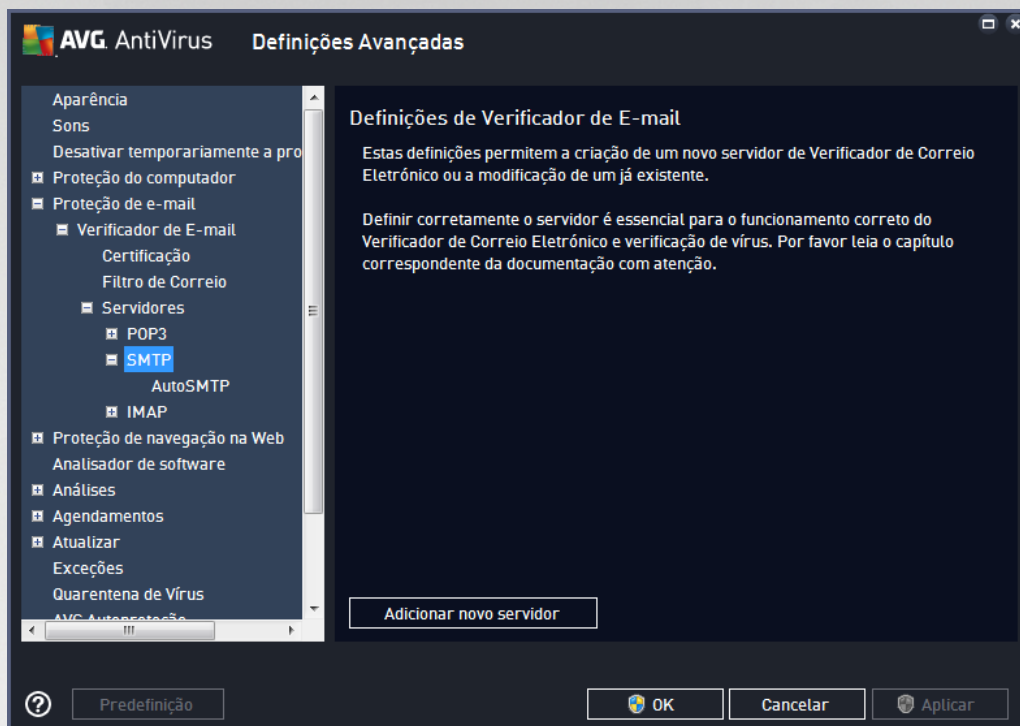 AVG. AntiVirus Definições Avançadas
Aparência
Sons
Desativar temporariamente a pro
Proteção do computador
Proteção de e-mail
Verificador de E-mail
Certificação
Filtro de Correio
Servidores
POP3
SMTP
AutoSMTP
IMAP
Proteção de navegação na Web
Analisador de software
Análises
Agendamentos
Atualizar
Exceções
Quarentena de Vírus
AVG Autoproteção
Definições de Verificador de E-mail
Estas definições permitem a criação de um novo servidor de Verificador de Correio
Eletrónico ou a modificação de um já existente.
Definir corretamente o servidor é essencial para o funcionamento correto do
Verificador de Correio Eletrónico e verificação de vírus. Por favor leia o capítulo
correspondente da documentação com atenção.
Adicionar novo servidor
Predefinição
OK
Cancelar
Aplicar